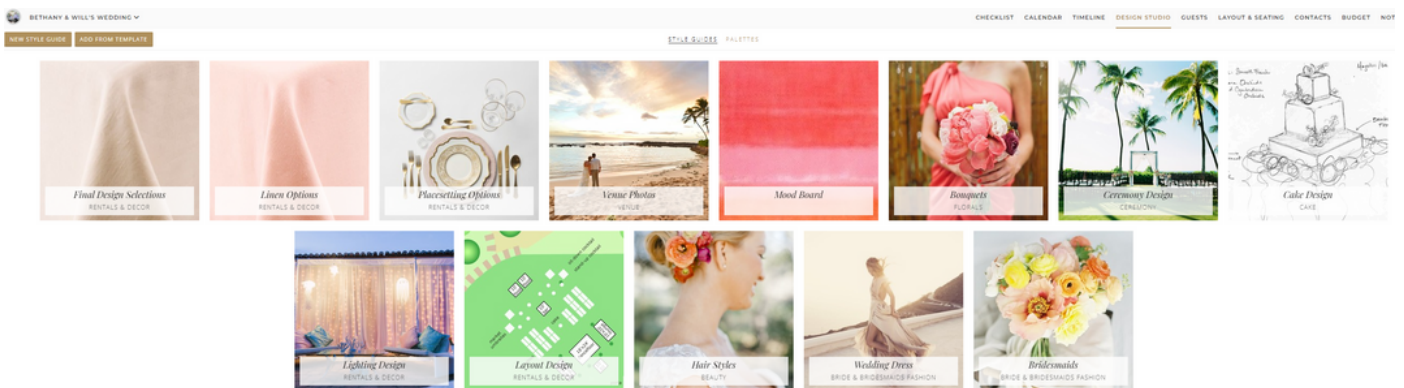 BETHANY & WILL'S WEDDING
CHECKLIST CALENDAR TIMELINE DESIGN STUDIO GUESTS LAYOUT & SEATING CONTACTS BUDGET NOT
NEW STYLE GUIDE ADD FROM TEMPLATE
STYLE GUIDES PALETTES
Final Design Selections
RENTALS & DECOR
Linen Options
RENTALS & DECOR
Placesetting Options
RENTALS & DECOR
Venue Photos
VENUE
Mood Board
Bouquets
FLORALS
Ceremony Design
CEREMONY
Cake Design
CAKE
Lighting Design
RENTALS & DECOR
Layout Design
RENTALS & DECOR
Hair Styles
BEAUTY
Wedding Dress
BRIDE & BRIDESMAIDS FASHION
Bridesmaids
BRIDE & BRIDESMAIDS FASHION